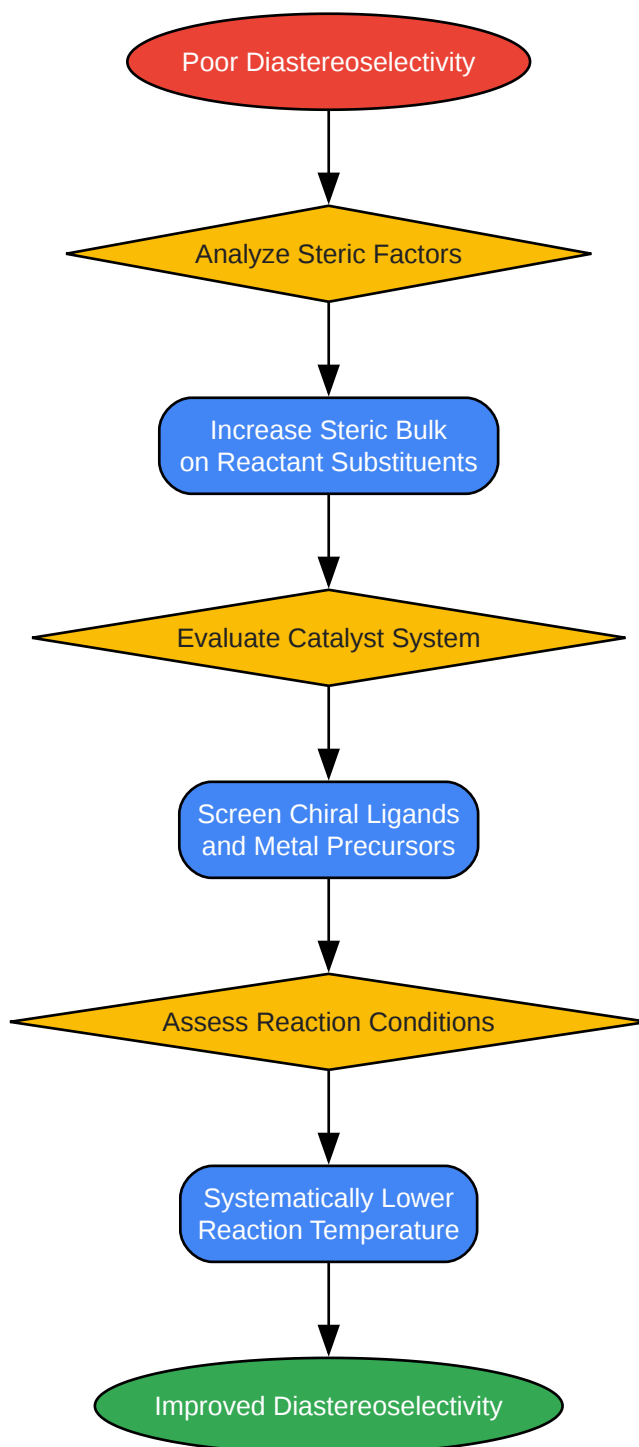 Poor Diastereoselectivity
Analyze Steric Factors
Increase Steric Bulk
on Reactant Substituents
Evaluate Catalyst System
Screen Chiral Ligands
and Metal Precursors
Assess Reaction Conditions
Systematically Lower
Reaction Temperature
Improved Diastereoselectivity